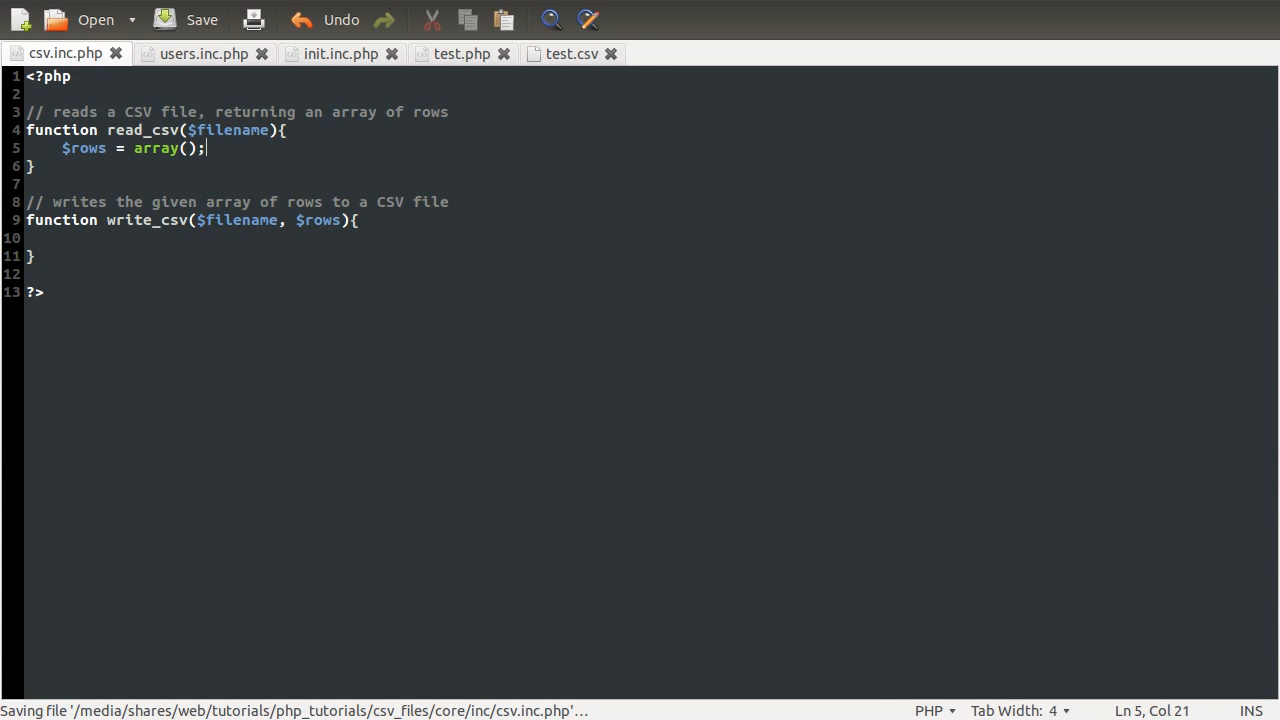 Open Save Undo
csv.inc.php users.inc.php init.inc.php test.php test.csv
1 <?php
2
3 // reads a CSV file, returning an array of rows
4 function read_csv($filename){
5     $rows = array();
6 }
7
8 // writes the given array of rows to a CSV file
9 function write_csv($filename, $rows){
10
11 }
12
13 ?>
Saving file '/media/shares/web/tutorials/php_tutorials/csv_files/core/inc/csv.inc.php'... PHP Tab Width: 4 Ln 5, Col 21 INS